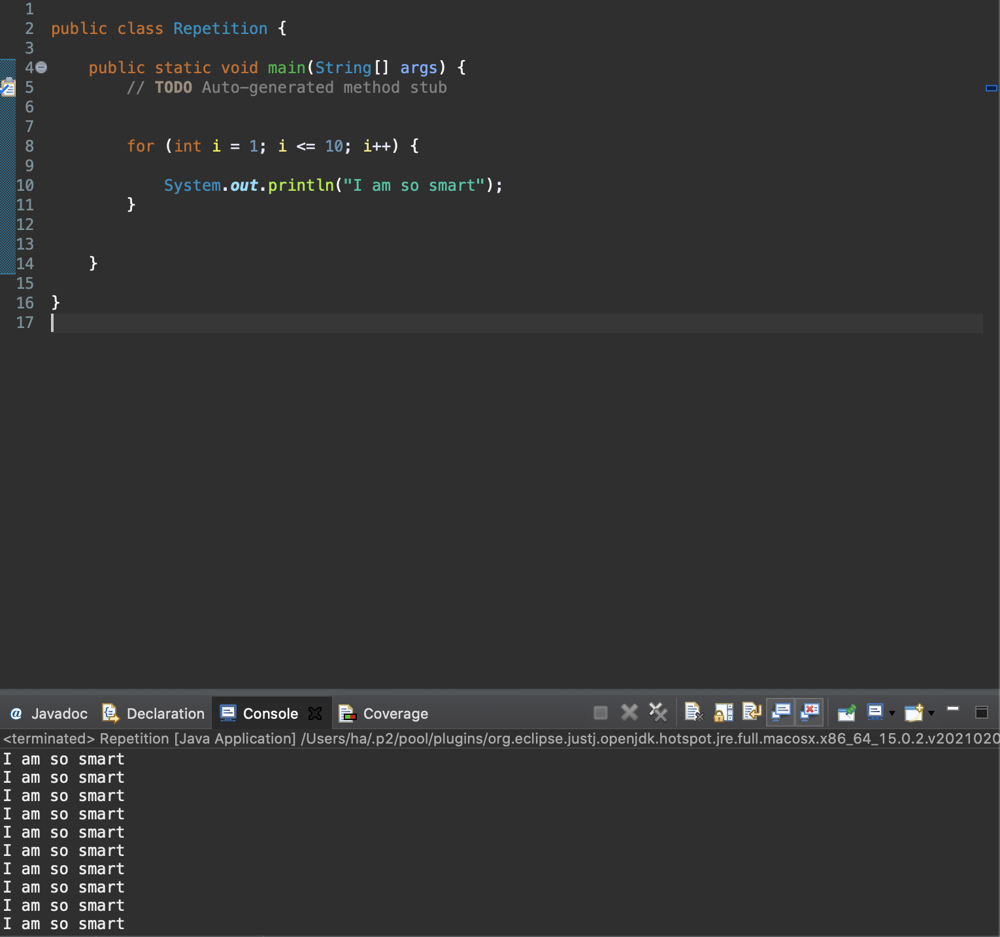 1
2 public class Repetition {
3
4 public static void main(String[] args) {
5 // TODO Auto-generated method stub
6
7
8 for (int i = 1; i <= 10; i++) {
9
10 System.out.println("I am so smart");
11 }
12
13
14 }
15
16 }
17
@ Javadoc Declaration Console Coverage
<terminated> Repetition [Java Application] /Users/ha/.p2/pool/plugins/org.eclipse.justj.openjdk.hotspot.jre.full.macosx.x86_64_15.0.2.v2021020
I am so smart
I am so smart
I am so smart
I am so smart
I am so smart
I am so smart
I am so smart
I am so smart
I am so smart
I am so smart